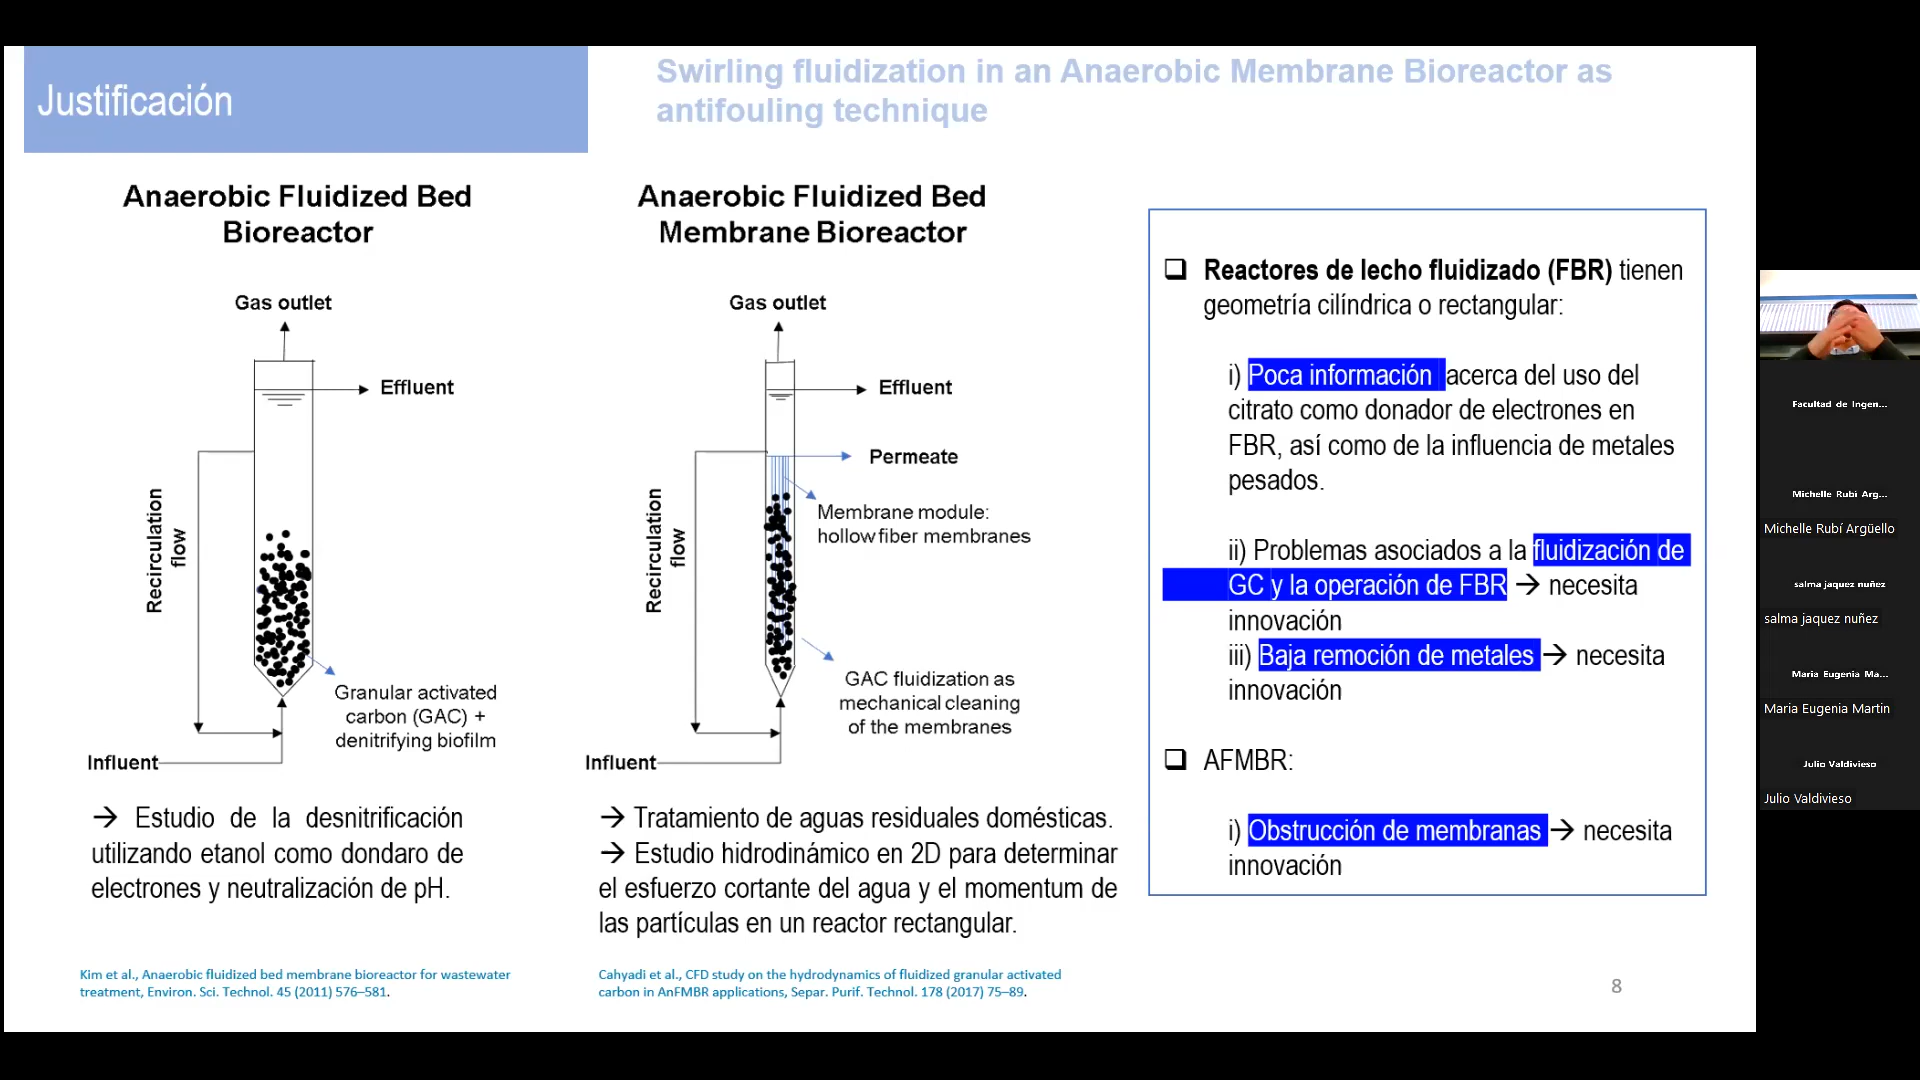 Justificación
Swirling fluidization in an Anaerobic Membrane Bioreactor as
antifouling technique
Anaerobic Fluidized Bed
Bioreactor
Gas outlet
Effluent
Recirculation
flow
Granular activated
carbon (GAC) +
denitrifying biofilm
Influent
→ Estudio de la desnitrificación
utilizando etanol como dondaro de
electrones y neutralización de pH.
Kim et al., Anaerobic fluidized bed membrane bioreactor for wastewater
treatment, Environ. Sci. Technol. 45 (2011) 576–581.
Anaerobic Fluidized Bed
Membrane Bioreactor
Gas outlet
Effluent
Permeate
Membrane module:
hollow fiber membranes
Recirculation
flow
GAC fluidization as
mechanical cleaning
of the membranes
Influent
→ Tratamiento de aguas residuales domésticas.
→ Estudio hidrodinámico en 2D para determinar
el esfuerzo cortante del agua y el momentum de
las partículas en un reactor rectangular.
Cahyadi et al., CFD study on the hydrodynamics of fluidized granular activated
carbon in AnFMBR applications, Separ. Purif. Technol. 178 (2017) 75–89.
❑ Reactores de lecho fluidizado (FBR) tienen
geometría cilíndrica o rectangular:
i) Poca información acerca del uso del
citrato como donador de electrones en
FBR, así como de la influencia de metales
pesados.
ii) Problemas asociados a la fluidización de
GC y la operación de FBR → necesita
innovación
iii) Baja remoción de metales → necesita
innovación
❑ AFMBR:
i) Obstrucción de membranas → necesita
innovación
8
Facultad de Ingen...
Michelle Rubi Arg...
Michelle Rubí Argüello
salma jaquez nuñez
salma jaquez nuñez
Maria Eugenia Ma...
Maria Eugenia Martin
Julio Valdivieso
Julio Valdivieso